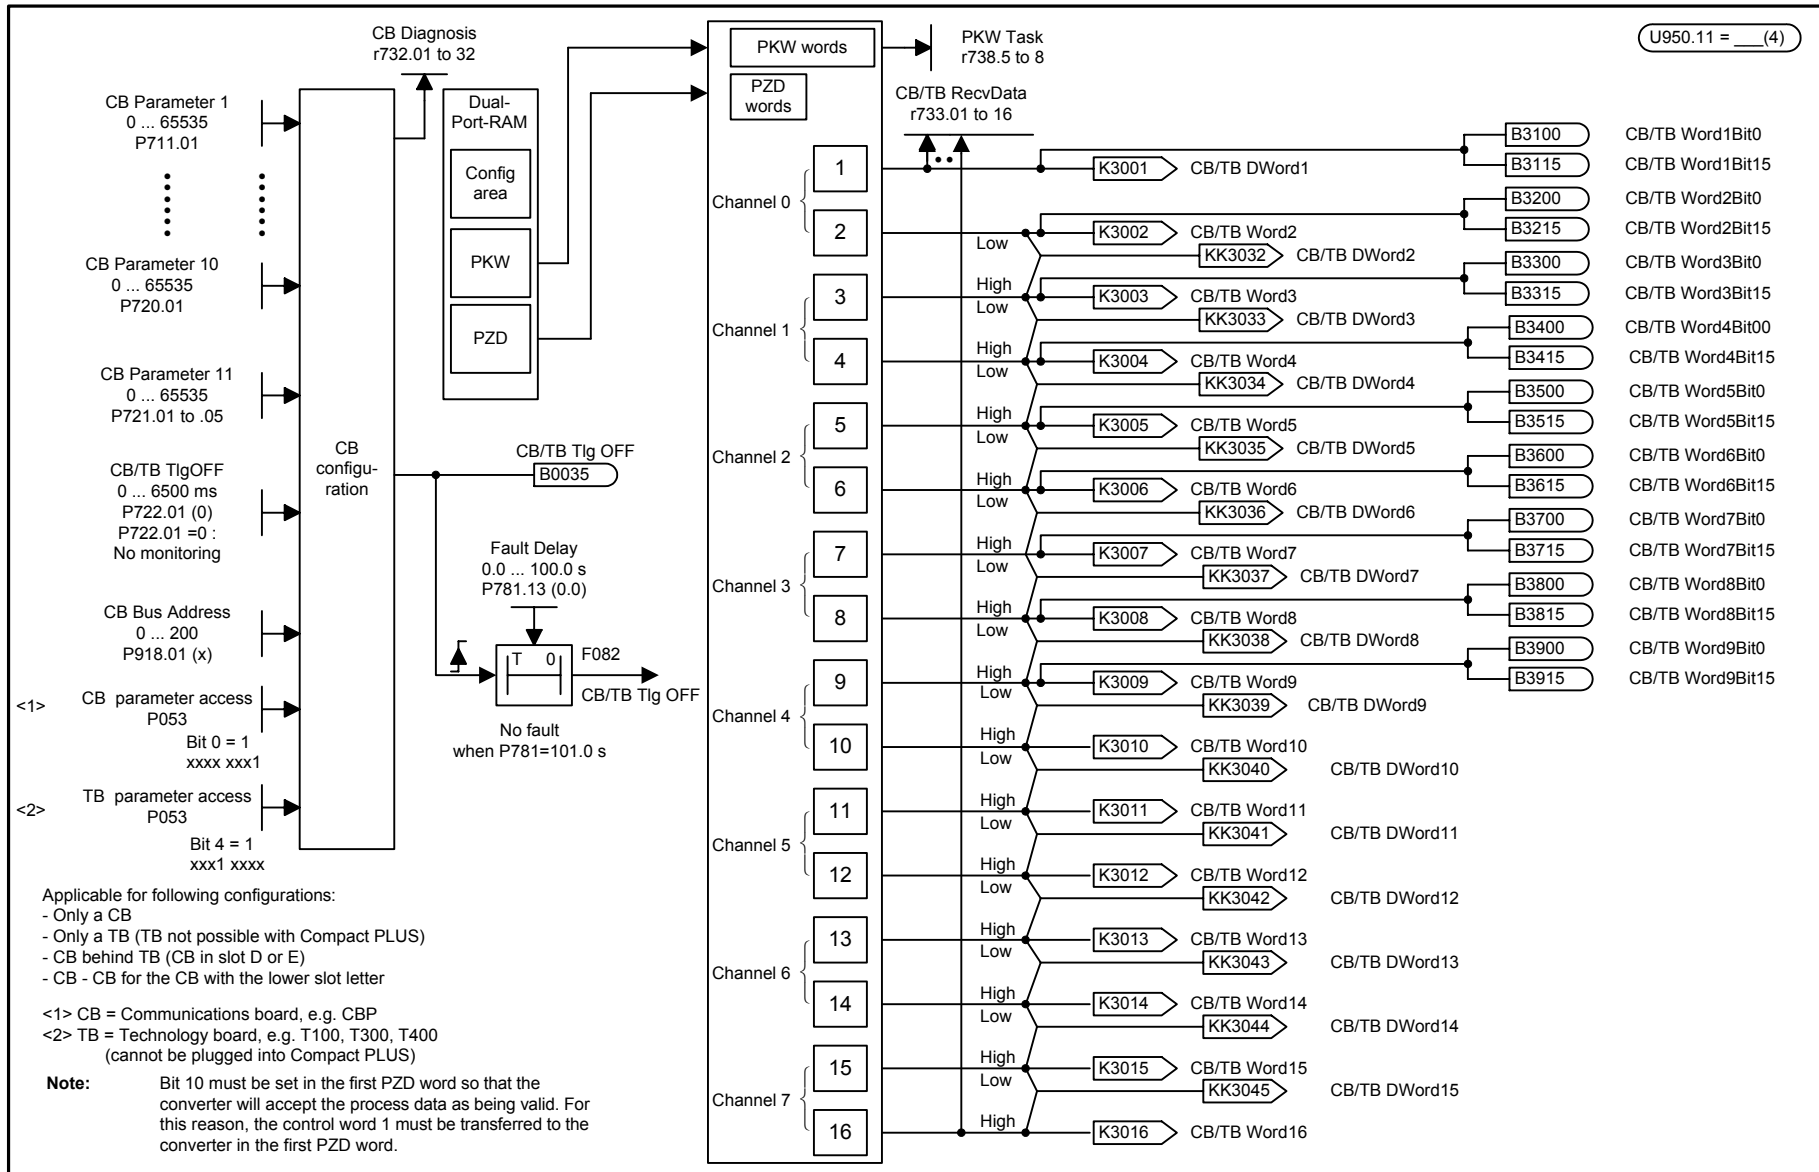 U950.11 = ___(4)
CB Diagnosis
r732.01 to 32
CB Parameter 1
0 ... 65535
P711.01
CB Parameter 10
0 ... 65535
P720.01
CB Parameter 11
0 ... 65535
P721.01 to .05
CB/TB TlgOFF
0 ... 6500 ms
P722.01 (0)
P722.01 =0 :
No monitoring
CB Bus Address
0 ... 200
P918.01 (x)
<1>
CB parameter access
P053
Bit 0 = 1
xxxx xxx1
<2>
TB parameter access
P053
Bit 4 = 1
xxx1 xxxx
CB
configu-
ration
Dual-
Port-RAM
Config
area
PKW
PZD
CB/TB Tlg OFF
B0035
Fault Delay
0.0 ... 100.0 s
P781.13 (0.0)
T 0
F082
CB/TB Tlg OFF
No fault
when P781=101.0 s
Applicable for following configurations:
- Only a CB
- Only a TB (TB not possible with Compact PLUS)
- CB behind TB (CB in slot D or E)
- CB - CB for the CB with the lower slot letter
<1> CB = Communications board, e.g. CBP
<2> TB = Technology board, e.g. T100, T300, T400
(cannot be plugged into Compact PLUS)
Note: Bit 10 must be set in the first PZD word so that the
converter will accept the process data as being valid. For
this reason, the control word 1 must be transferred to the
converter in the first PZD word.
PKW words
PZD
words
PKW Task
r738.5 to 8
CB/TB RecvData
r733.01 to 16
Channel 0
1
2
Channel 1
3
4
Channel 2
5
6
Channel 3
7
8
Channel 4
9
10
Channel 5
11
12
Channel 6
13
14
Channel 7
15
16
K3001 CB/TB DWord1
Low
K3002 CB/TB Word2
KK3032 CB/TB DWord2
High
Low
K3003 CB/TB Word3
KK3033 CB/TB DWord3
High
Low
K3004 CB/TB Word4
KK3034 CB/TB DWord4
High
Low
K3005 CB/TB Word5
KK3035 CB/TB DWord5
High
Low
K3006 CB/TB Word6
KK3036 CB/TB DWord6
High
Low
K3007 CB/TB Word7
KK3037 CB/TB DWord7
High
Low
K3008 CB/TB Word8
KK3038 CB/TB DWord8
High
Low
K3009 CB/TB Word9
KK3039 CB/TB DWord9
High
Low
K3010 CB/TB Word10
KK3040 CB/TB DWord10
High
Low
K3011 CB/TB Word11
KK3041 CB/TB DWord11
High
Low
K3012 CB/TB Word12
KK3042 CB/TB DWord12
High
Low
K3013 CB/TB Word13
KK3043 CB/TB DWord13
High
Low
K3014 CB/TB Word14
KK3044 CB/TB DWord14
High
Low
K3015 CB/TB Word15
KK3045 CB/TB DWord15
High
K3016 CB/TB Word16
B3100 CB/TB Word1Bit0
B3115 CB/TB Word1Bit15
B3200 CB/TB Word2Bit0
B3215 CB/TB Word2Bit15
B3300 CB/TB Word3Bit0
B3315 CB/TB Word3Bit15
B3400 CB/TB Word4Bit00
B3415 CB/TB Word4Bit15
B3500 CB/TB Word5Bit0
B3515 CB/TB Word5Bit15
B3600 CB/TB Word6Bit0
B3615 CB/TB Word6Bit15
B3700 CB/TB Word7Bit0
B3715 CB/TB Word7Bit15
B3800 CB/TB Word8Bit0
B3815 CB/TB Word8Bit15
B3900 CB/TB Word9Bit0
B3915 CB/TB Word9Bit15